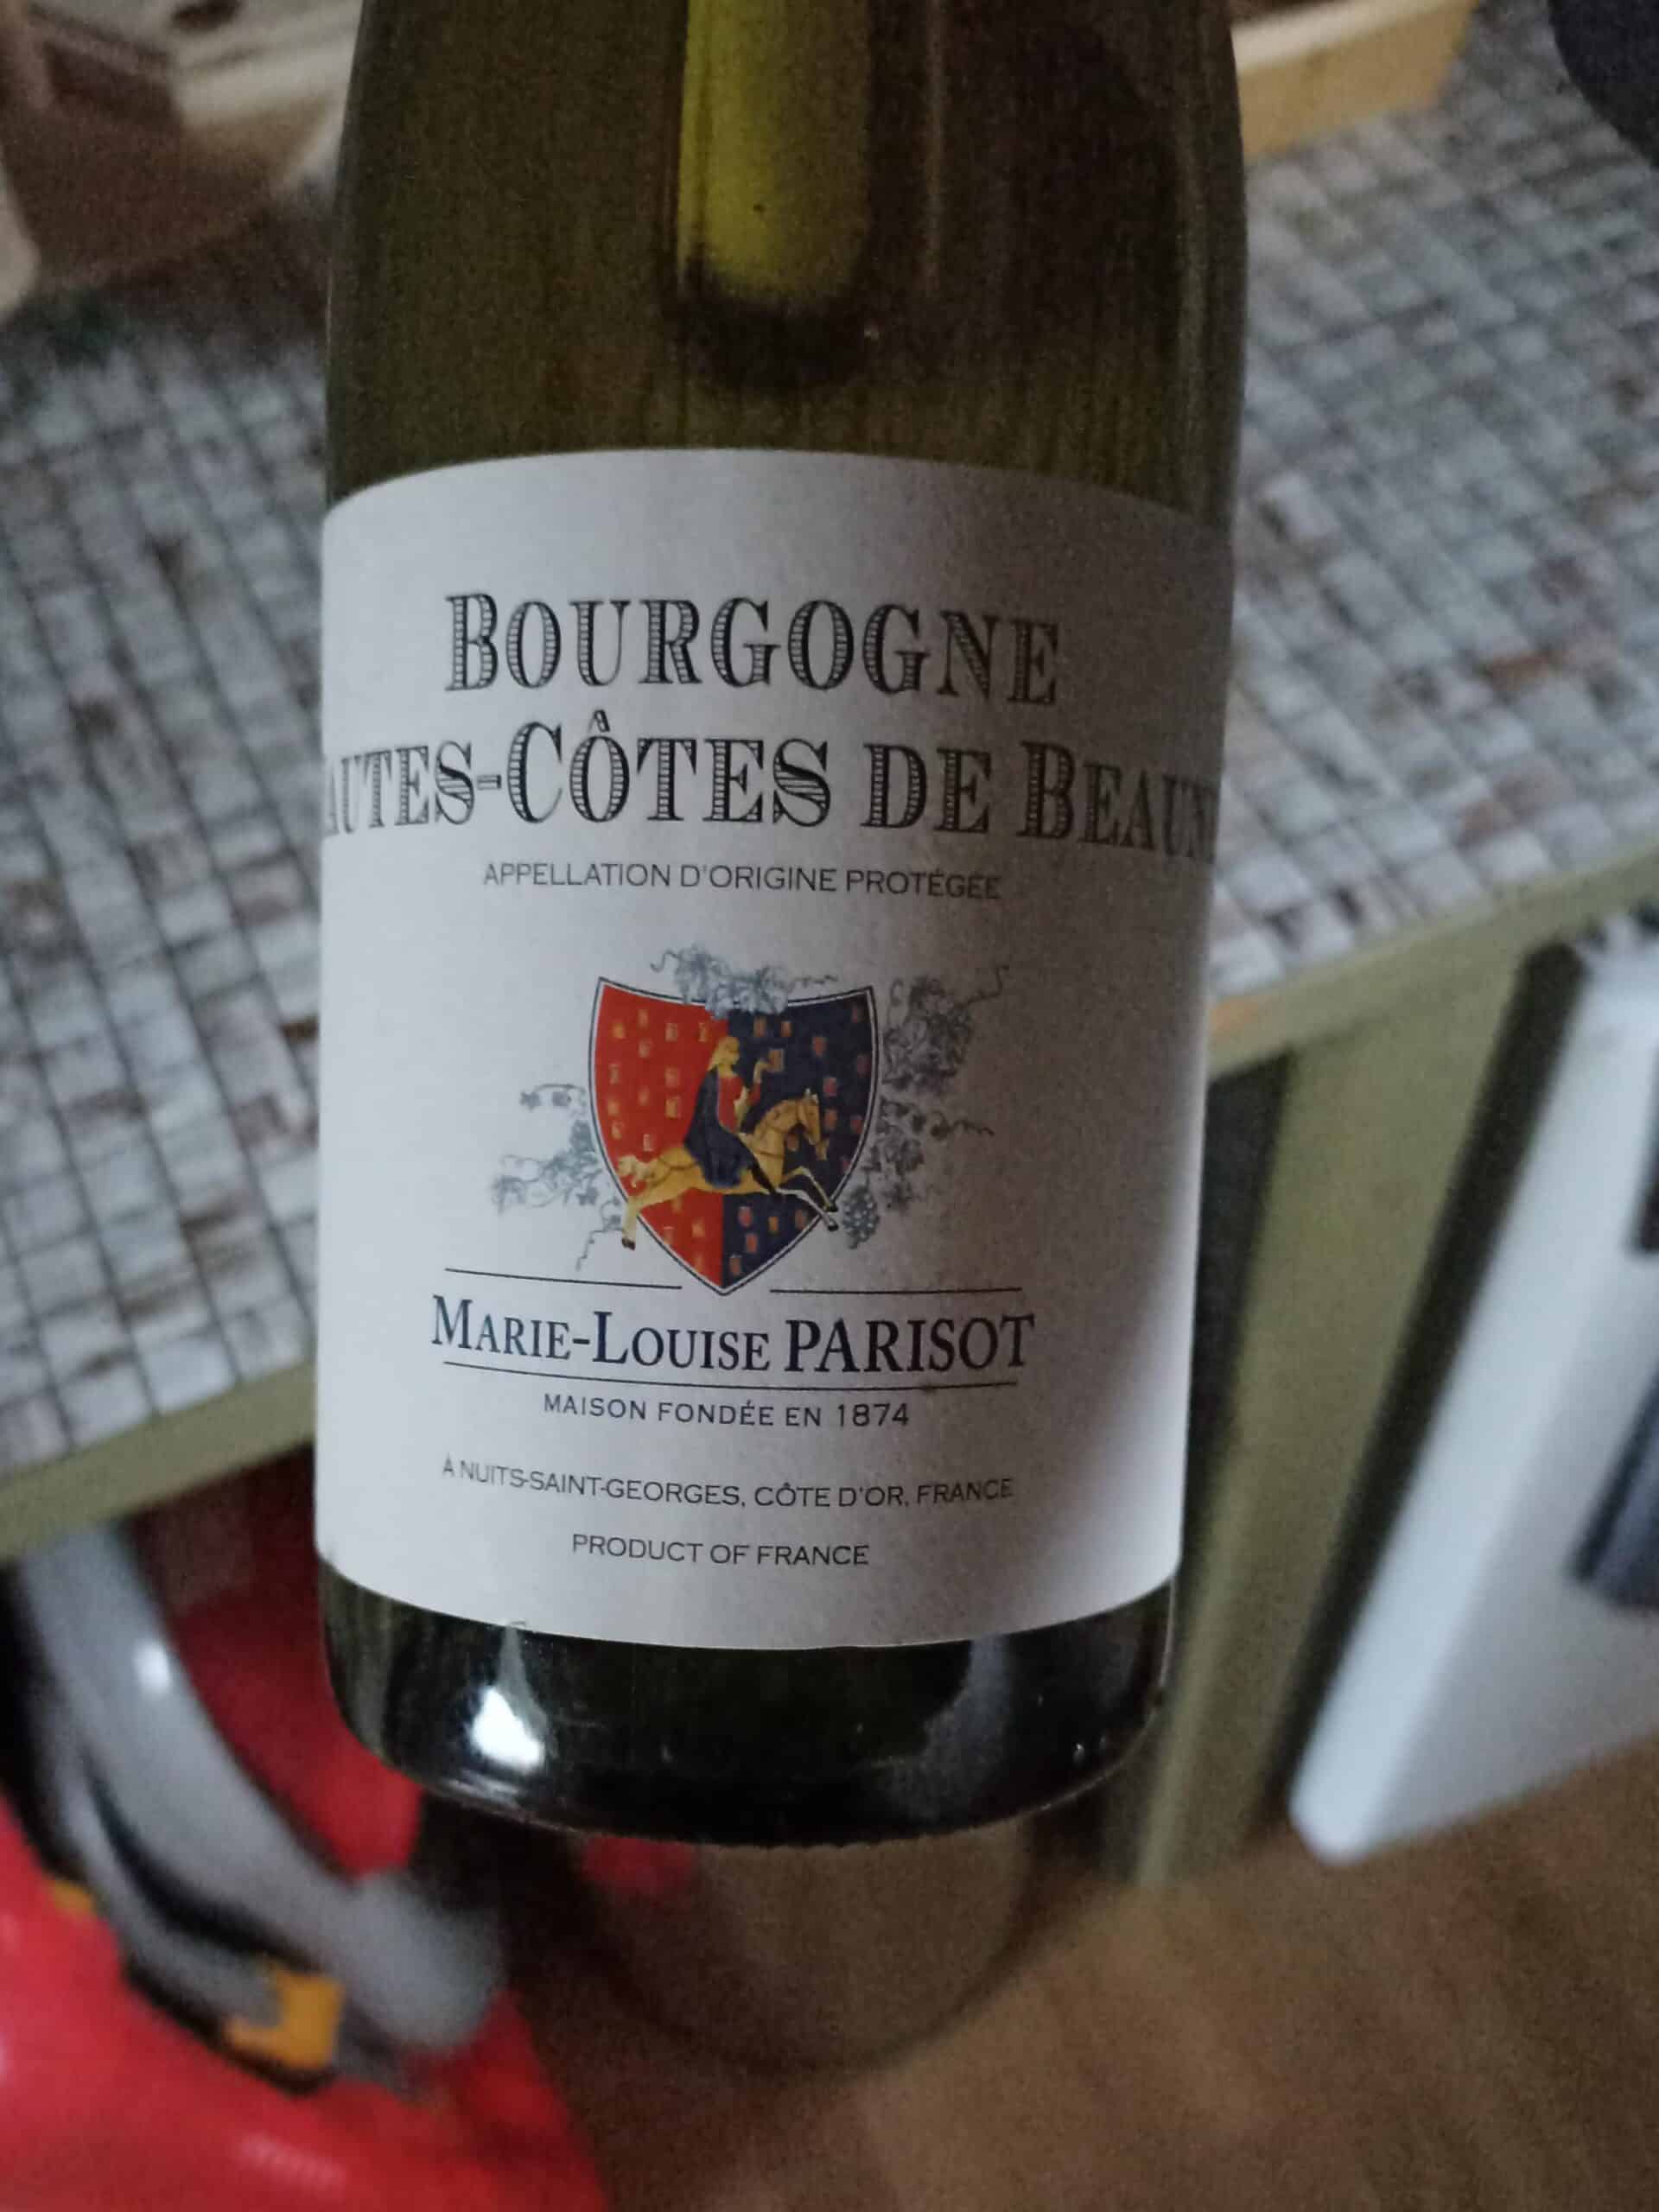 BOURGOGNE
AUTES-CÔTES DE BEAUN
APPELLATION D'ORIGINE PROTÉGÉE
MARIE-LOUISE PARISOT
MAISON FONDÉE EN 1874
À NUITS-SAINT-GEORGES, CÔTE D'OR, FRANCE
PRODUCT OF FRANCE